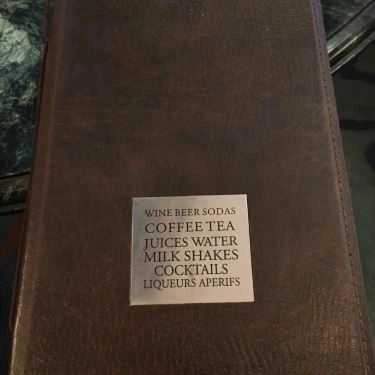 WINE BEER SODAS
COFFEE TEA
JUICES WATER
MILK SHAKES
COCKTAILS
LIQUEURS APERIFS